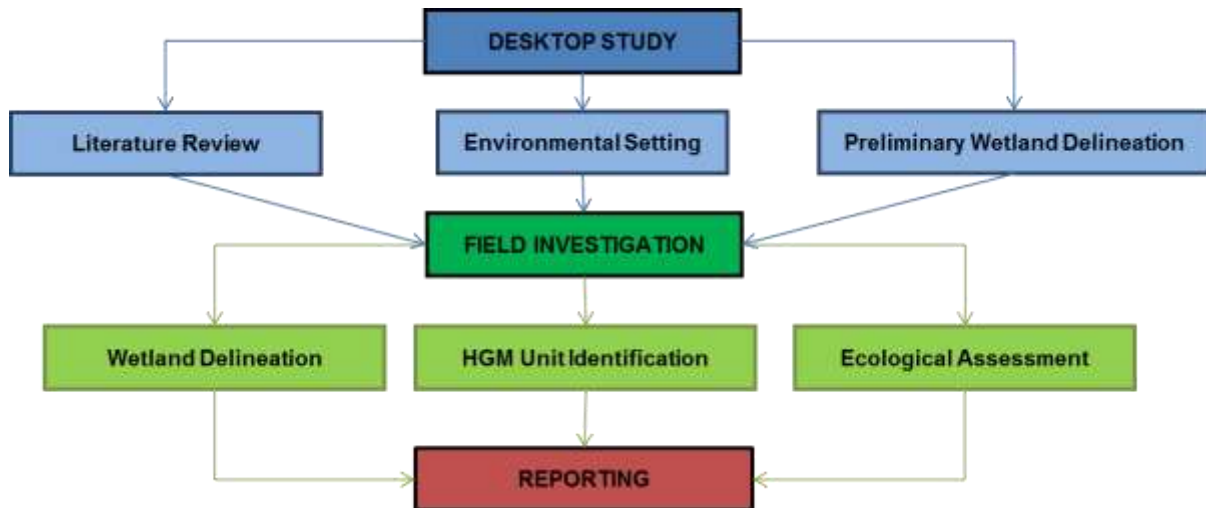 DESKTOP STUDY
Literature Review
Environmental Setting
Preliminary Wetland Delineation
FIELD INVESTIGATION
Wetland Delineation
HGM Unit Identification
Ecological Assessment
REPORTING